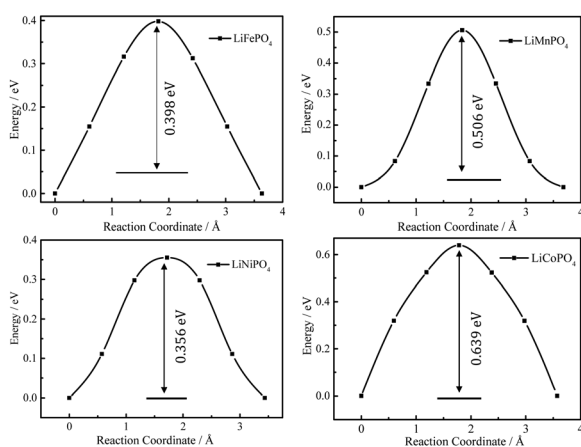 0.4
0.3
0.2
0.1
0.0
Energy / eV
LiFePO4
0.398 eV
0 1 2 3 4
Reaction Coordinate / Å
0.5
0.4
0.3
0.2
0.1
0.0
Energy / eV
LiMnPO4
0.506 eV
0 1 2 3 4
Reaction Coordinate / Å
0.4
0.3
0.2
0.1
0.0
Energy / eV
LiNiPO4
0.356 eV
0 1 2 3 4
Reaction Coordinate / Å
0.6
0.4
0.2
0.0
Energy / eV
LiCoPO4
0.639 eV
0 1 2 3 4
Reaction Coordinate / Å